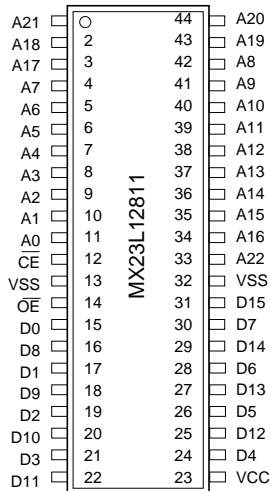 A21 44 A20
A18 2 43 A19
A17 3 42 A8
A7 4 41 A9
A6 5 40 A10
A5 6 39 A11
A4 7 38 A12
A3 8 37 A13
A2 9 36 A14
A1 10 35 A15
A0 11 34 A16
CE 12 33 A22
VSS 13 32 VSS
OE 14 31 D15
D0 15 30 D7
D8 16 29 D14
D1 17 28 D6
D9 18 27 D13
D2 19 26 D5
D10 20 25 D12
D3 21 24 D4
D11 22 23 VCC
MX23L12811